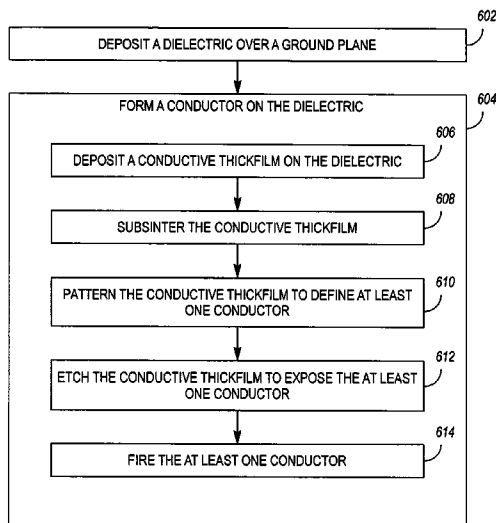 602
DEPOSIT A DIELECTRIC OVER A GROUND PLANE
604
FORM A CONDUCTOR ON THE DIELECTRIC
606
DEPOSIT A CONDUCTIVE THICKFILM ON THE DIELECTRIC
608
SUBSINTER THE CONDUCTIVE THICKFILM
610
PATTERN THE CONDUCTIVE THICKFILM TO DEFINE AT LEAST
ONE CONDUCTOR
612
ETCH THE CONDUCTIVE THICKFILM TO EXPOSE THE AT LEAST
ONE CONDUCTOR
614
FIRE THE AT LEAST ONE CONDUCTOR